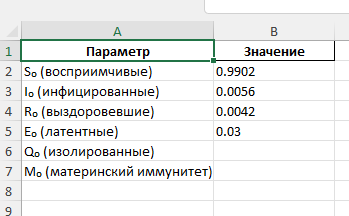 A B
1 Параметр Значение
2 S₀ (восприимчивые) 0.9902
3 I₀ (инфицированные) 0.0056
4 R₀ (выздоровевшие) 0.0042
5 E₀ (латентные) 0.03
6 Q₀ (изолированные)
7 M₀ (материнский иммунитет)
8
9